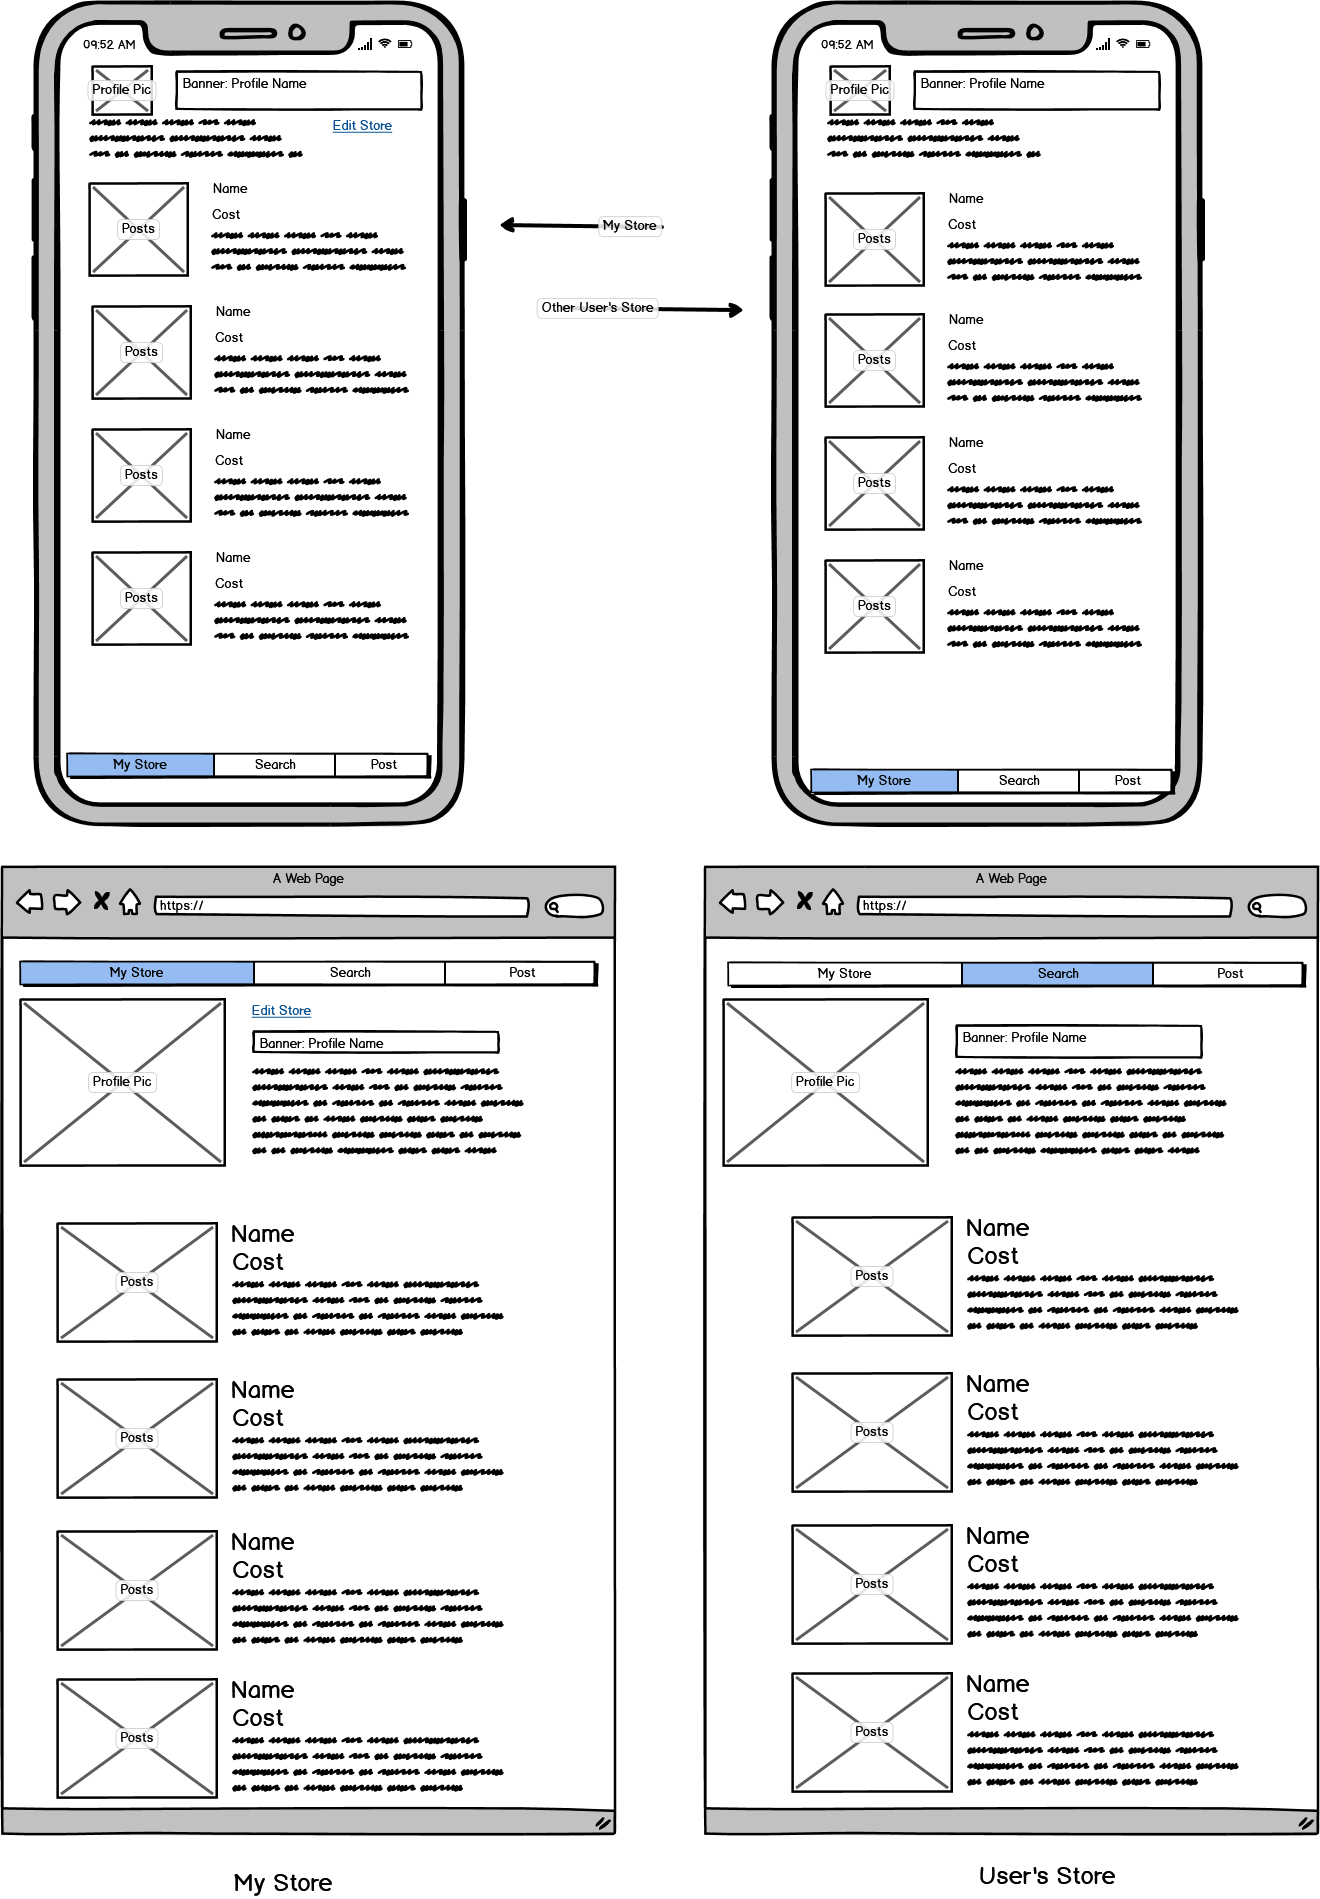 09:52 AM
Profile Pic
Banner: Profile Name
Edit Store
Posts
Name
Cost
Posts
Name
Cost
Posts
Name
Cost
Posts
Name
Cost
My Store Search Post
My Store
Other User's Store
09:52 AM
Profile Pic
Banner: Profile Name
Posts
Name
Cost
Posts
Name
Cost
Posts
Name
Cost
Posts
Name
Cost
My Store Search Post
A Web Page
https://
My Store Search Post
Edit Store
Banner: Profile Name
Profile Pic
Name
Cost
Posts
Name
Cost
Posts
Name
Cost
Posts
Name
Cost
Posts
My Store
A Web Page
https://
My Store Search Post
Banner: Profile Name
Profile Pic
Name
Cost
Posts
Name
Cost
Posts
Name
Cost
Posts
Name
Cost
Posts
User's Store